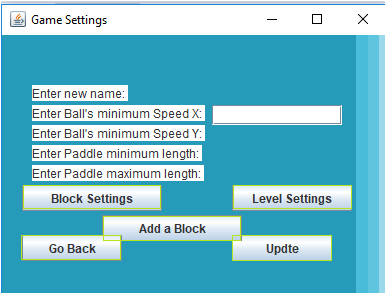 Game Settings
Enter new name:
Enter Ball's minimum Speed X:
Enter Ball's minimum Speed Y:
Enter Paddle minimum length:
Enter Paddle maximum length:
Block Settings
Level Settings
Add a Block
Go Back
Updte